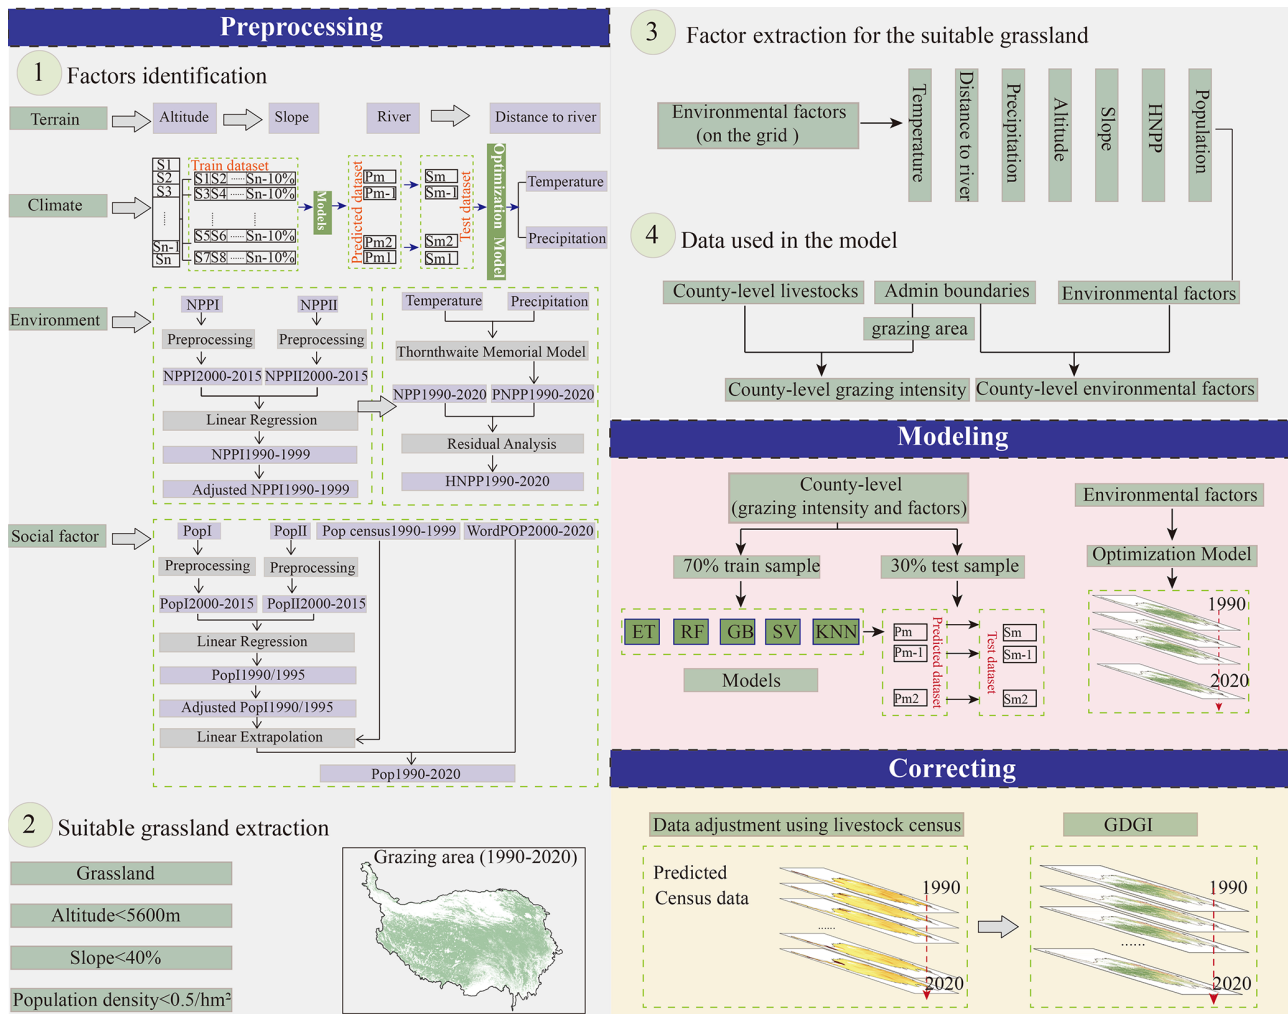 Preprocessing
1 Factors identification
Terrain
Altitude
Slope
River
Distance to river
Climate
S1
S2
S3
Sn-1
Sn
Train dataset
S1 S2 ...... Sn-10%
S3 S4 ...... Sn-10%
S5 S6 ...... Sn-10%
S7 S8 ...... Sn-10%
Models
Predicted dataset
Pm
Pm-1
Pm2
Pm1
Sm
Sm-1
Sm2
Sm1
Test dataset
Optimization Model
Temperature
Precipitation
Environment
NPPI
NPPII
Preprocessing
Preprocessing
NPPI2000-2015
NPPII2000-2015
Linear Regression
NPPI1990-1999
Adjusted NPPI1990-1999
Temperature
Precipitation
Thornthwaite Memorial Model
NPP1990-2020
PNPP1990-2020
Residual Analysis
HNPP1990-2020
Social factor
PopI
PopII
Pop census1990-1999
WordPOP2000-2020
Preprocessing
Preprocessing
PopI2000-2015
PopII2000-2015
Linear Regression
PopI1990/1995
Adjusted PopI1990/1995
Linear Extrapolation
Pop1990-2020
2 Suitable grassland extraction
Grassland
Altitude<5600m
Slope<40%
Population density<0.5/hm²
Grazing area (1990-2020)
3 Factor extraction for the suitable grassland
Environmental factors
(on the grid )
Temperature
Distance to river
Precipitation
Altitude
Slope
HNPP
Population
4 Data used in the model
County-level livestocks
Admin boundaries
Environmental factors
grazing area
County-level grazing intensity
County-level environmental factors
Modeling
County-level
(grazing intensity and factors)
70% train sample
30% test sample
ET
RF
GB
SV
KNN
Models
Pm
Pm-1
Pm2
Predicted dataset
Test dataset
Sm
Sm-1
Sm2
Environmental factors
Optimization Model
1990
2020
Correcting
Data adjustment using livestock census
Predicted
Census data
1990
......
2020
GDGI
1990
......
2020